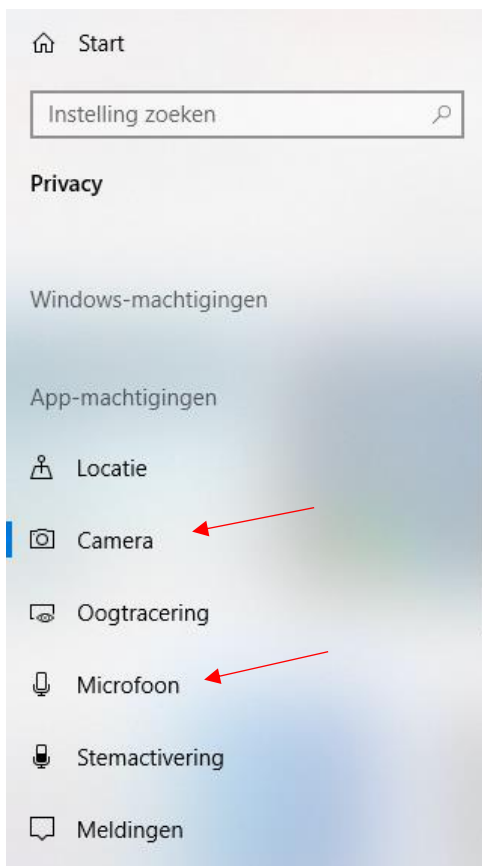 Start
Instelling zoeken
Privacy
Windows-machtigingen
App-machtigingen
Locatie
Camera
Oogtracering
Microfoon
Stemactivering
Meldingen